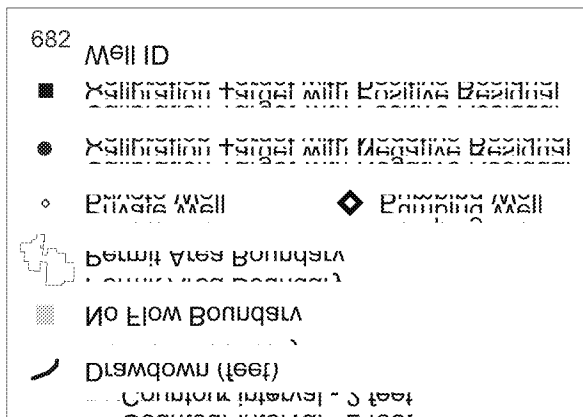 682
Well ID
Calibration Target with Positive Residual
Calibration Target with Negative Residual
Private Well
Pumping Well
Permit Area Boundary
No Flow Boundary
Drawdown (feet)
Countour interval - 2 feet